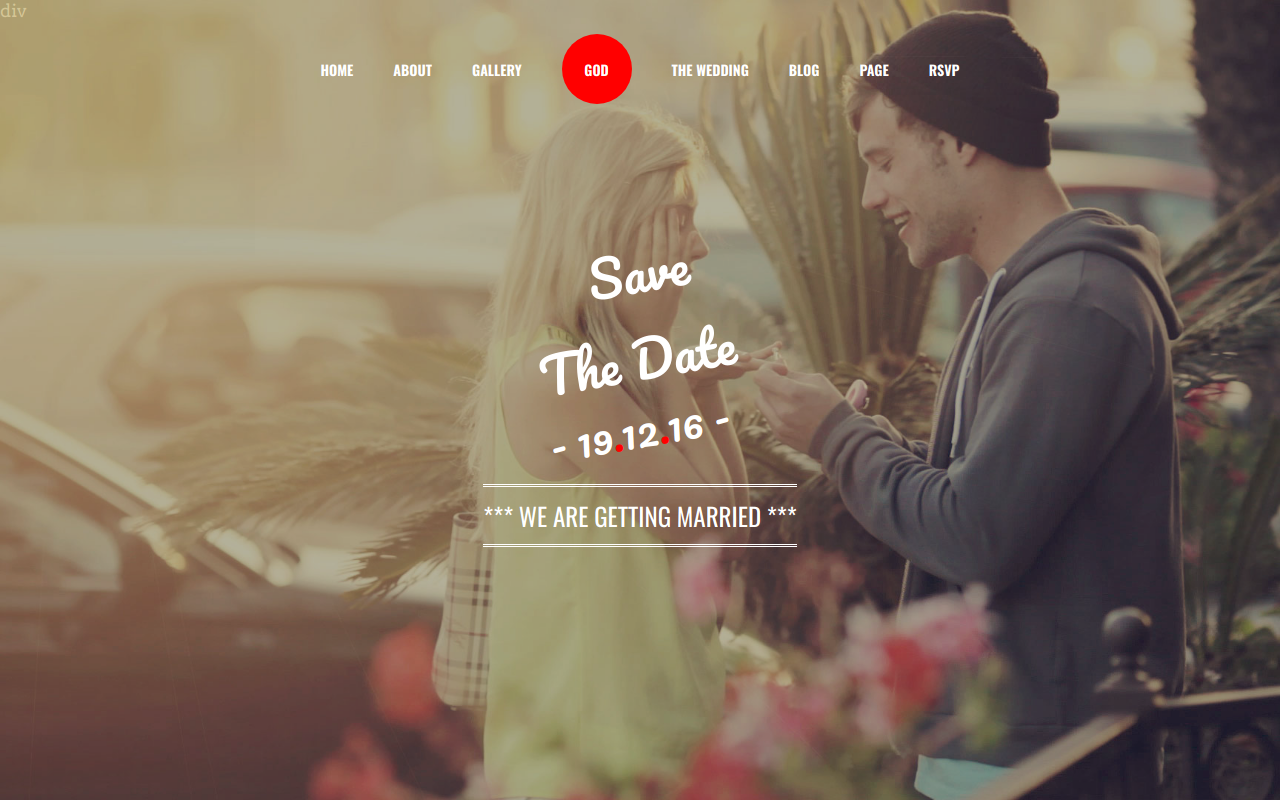 div
HOME ABOUT GALLERY GOD THE WEDDING BLOG PAGE RSVP
Save
The Date
- 19.12.16 -
*** WE ARE GETTING MARRIED ***